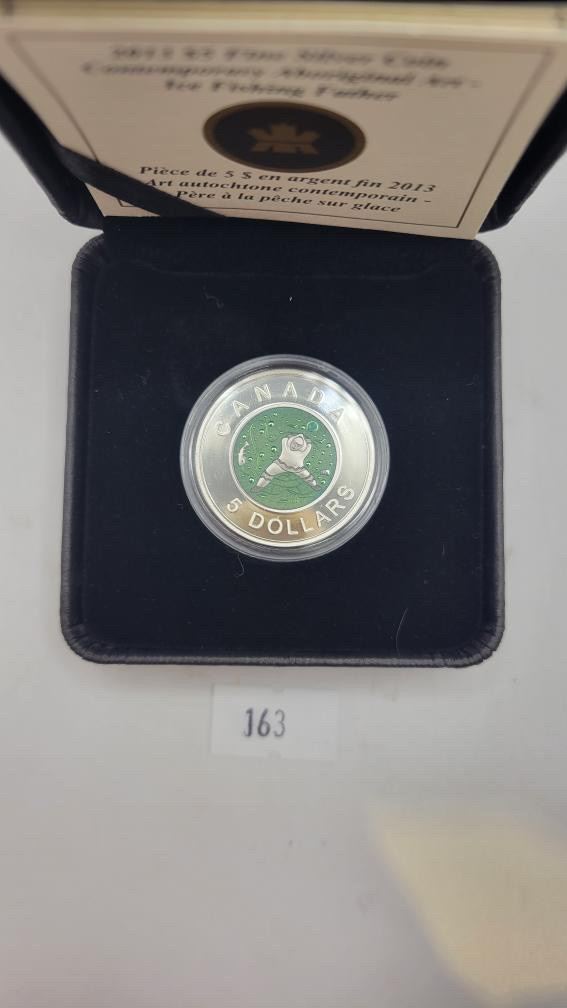 2013 $5 Fine Silver Coin
Contemporary Aboriginal Art -
Ice Fishing Father
Pièce de 5 $ en argent fin 2013
Art autochtone contemporain -
Père à la pêche sur glace
CANADA
5 DOLLARS
163